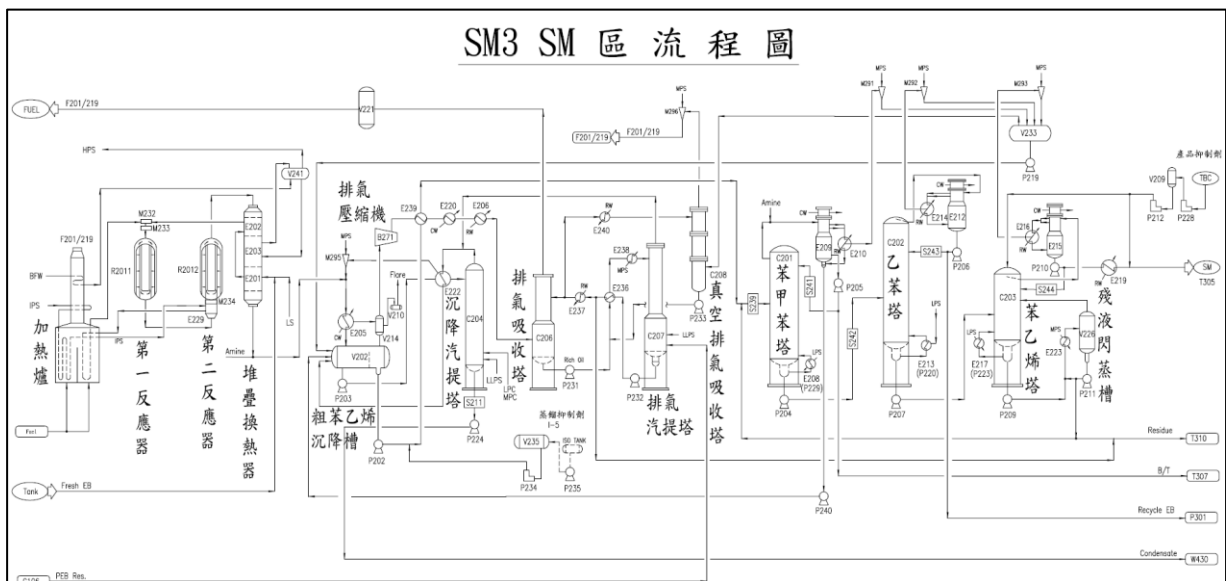 SM3 SM 區 流 程 圖
FUEL
F201/219
V221
MPS
M296
F201/219
F201/219
MPS
M291
MPS
M292
MPS
M293
V233
P219
產品抑制劑
V209
TBC
P212
P228
HPS
V241
M232
M233
F201/219
BFW
IPS
IPS
R2011
R2012
M234
E229
E202
E203
E201
LS
Amine
加熱爐
第一反應器
第二反應器
堆疊換熱器
Fuel
Tank
Fresh EB
排氣
壓縮機
MPS
M295
B271
E239
E220
CW
E206
RW
Flare
V210
V214
E205
CW
V202
P203
P202
粗苯乙烯
沉降槽
E222
沉降汽提塔
C204
LLPS
LPC
MPC
S211
P224
排氣吸收塔
C206
Rich Oil
P231
E237
RW
E240
RW
E238
MPS
E236
P232
C207
LLPS
排氣
汽提塔
P233
C208
真空排氣吸收塔
蒸餾抑制劑
I-5
V235
ISO TANK
P234
P235
Amine
CW
E209
RW
E210
C201
苯甲苯塔
S239
S241
P205
LPS
E208
(P229)
P204
P240
S242
C202
乙苯塔
CW
E214
RW
E212
P206
S243
LPS
E213
(P220)
P207
C203
苯乙烯塔
CW
E216
RW
E215
P210
S244
RW
E219
SM
T305
LPS
E217
(P223)
P209
MPS
E223
V226
P211
殘液閃蒸槽
Residue
T310
B/T
T307
Recycle EB
P301
Condensate
W430
PEB Res.